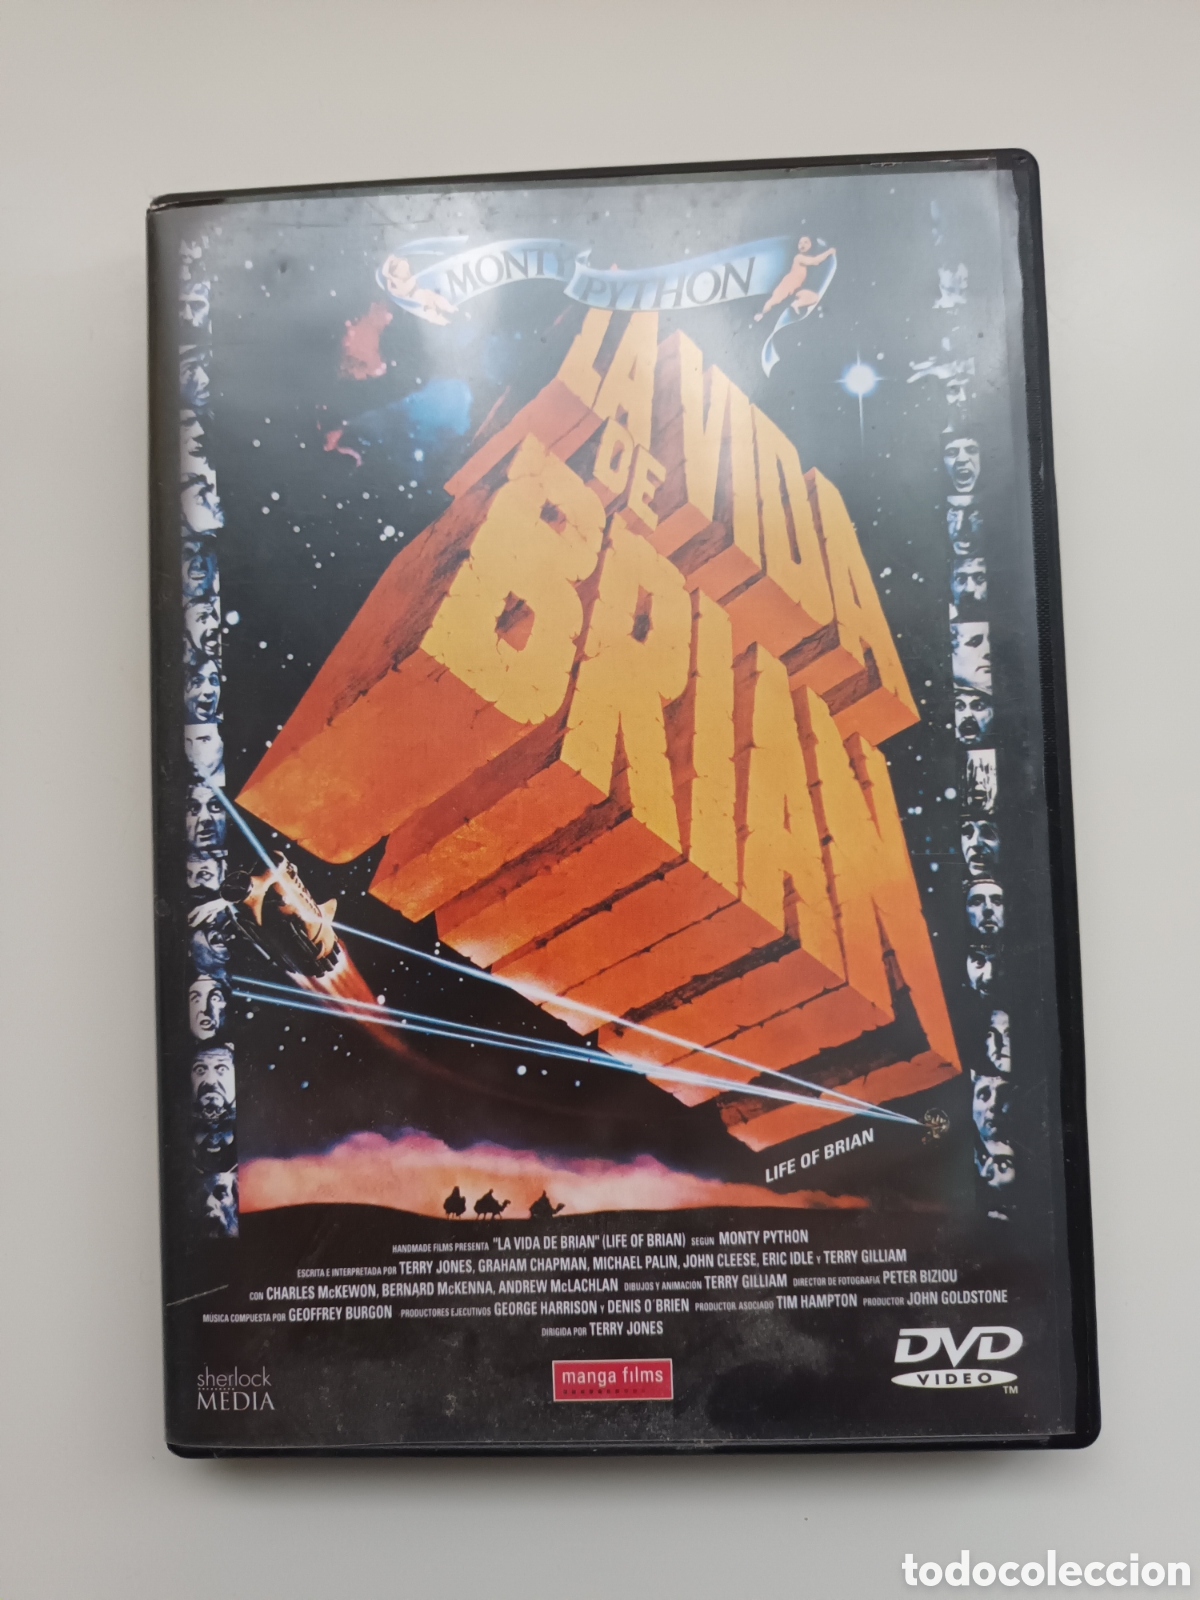 MONTY PYTHON
LA VIDA
DE
BRIAN
LIFE OF BRIAN
HANDMADE FILMS PRESENTA "LA VIDA DE BRIAN" (LIFE OF BRIAN) SEGUN MONTY PYTHON
ESCRITA E INTERPRETADA POR TERRY JONES, GRAHAM CHAPMAN, MICHAEL PALIN, JOHN CLEESE, ERIC IDLE Y TERRY GILLIAM
CON CHARLES McKEWON, BERNARD McKENNA, ANDREW McLACHLAN DIBUJOS Y ANIMACION TERRY GILLIAM DIRECTOR DE FOTOGRAFIA PETER BIZIOU
MÚSICA COMPUESTA POR GEOFFREY BURGON PRODUCTORES EJECUTIVOS GEORGE HARRISON Y DENIS O'BRIEN PRODUCTOR ASOCIADO TIM HAMPTON PRODUCTOR JOHN GOLDSTONE
DIRIGIDA POR TERRY JONES
sherlock
MEDIA
manga films
DVD
VIDEO
TM
todocoleccion